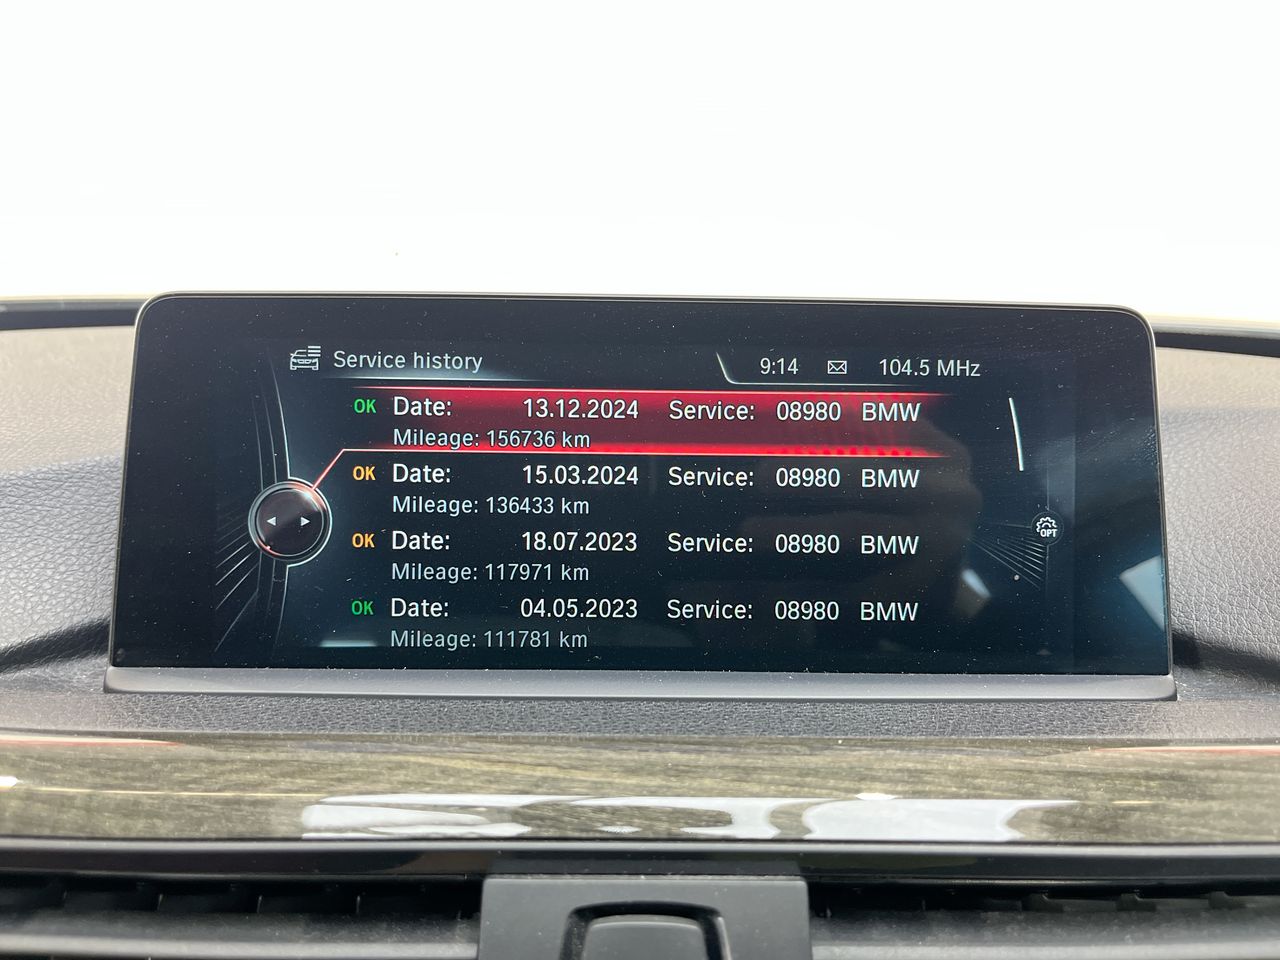 Service history
9:14 104.5 MHz
OK Date: 13.12.2024 Service: 08980 BMW
Mileage: 156736 km
OK Date: 15.03.2024 Service: 08980 BMW
Mileage: 136433 km
OK Date: 18.07.2023 Service: 08980 BMW
Mileage: 117971 km
OK Date: 04.05.2023 Service: 08980 BMW
Mileage: 111781 km
OPT